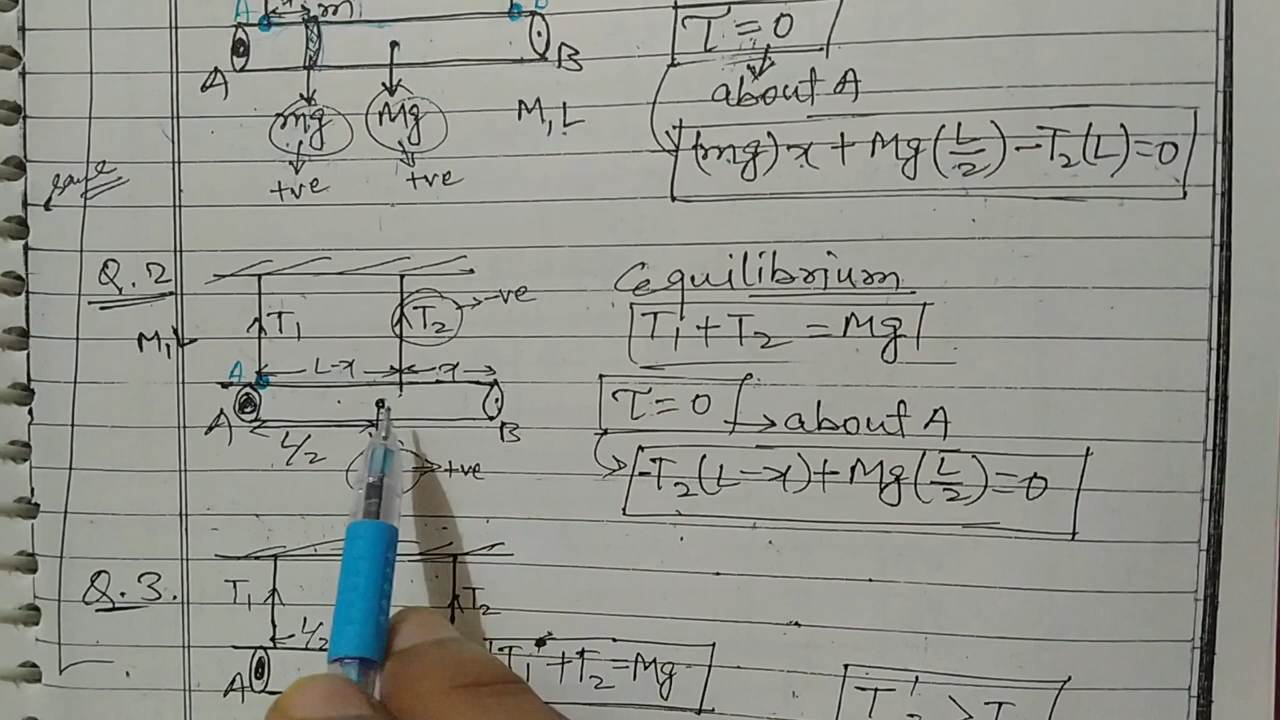 A x m B
τ = 0
A B
about A
mg Mg M, L
(mg)x + Mg(L/2) - T₂(L) = 0
+ve +ve
Q.2
equilibrium
T₁ T₂ -ve
T₁ + T₂ = Mg
M, L
A L-x x
τ = 0 → about A
A L/2 B
+ve
-T₂(L-x) + Mg(L/2) = 0
Q.3.
T₁ T₂
L/2
A
T₁ + T₂ = Mg